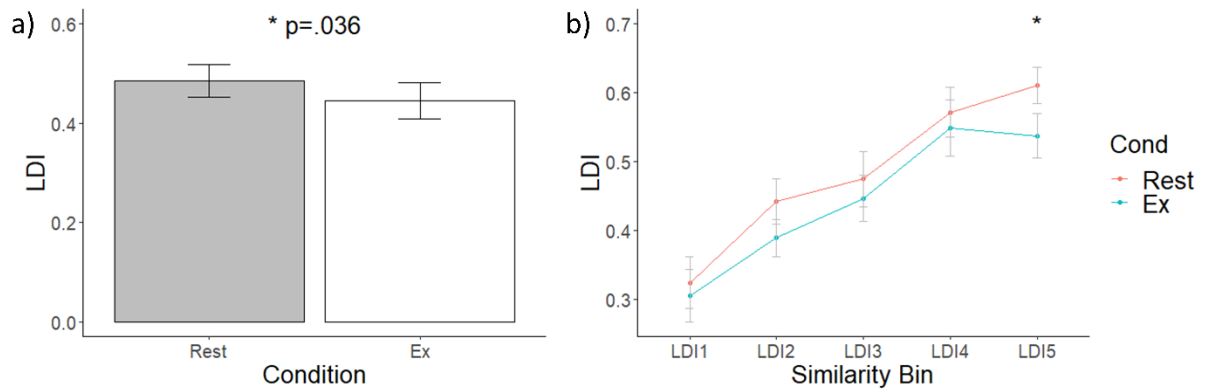 a)
* p=.036
0.6
0.4
0.2
0.0
LDI
Rest
Ex
Condition
b)
*
0.7
0.6
0.5
0.4
0.3
LDI
LDI1
LDI2
LDI3
LDI4
LDI5
Similarity Bin
Cond
Rest
Ex